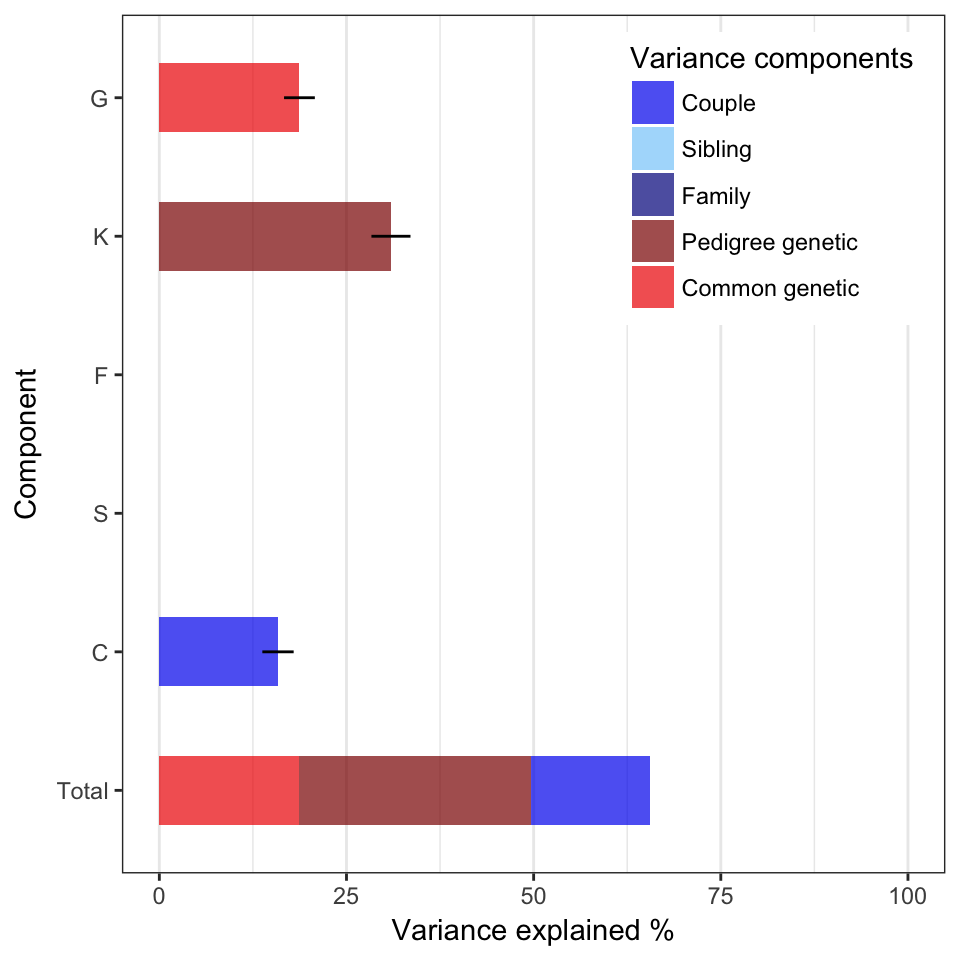 Variance components
Couple
Sibling
Family
Pedigree genetic
Common genetic
G
K
F
S
C
Total
Component
0 25 50 75 100
Variance explained %